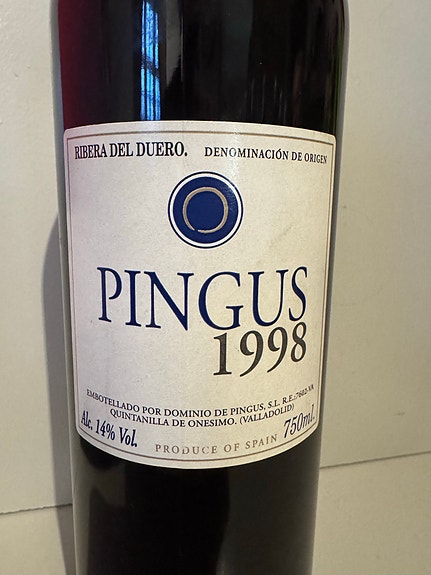 RIBERA DEL DUERO. DENOMINACIÓN DE ORIGEN
PINGUS
1998
EMBOTELLADO POR DOMINIO DE PINGUS, S.L. R.E.:7602-VA
QUINTANILLA DE ONESIMO. (VALLADOLID)
Alc. 14% Vol. 750ml.
PRODUCE OF SPAIN